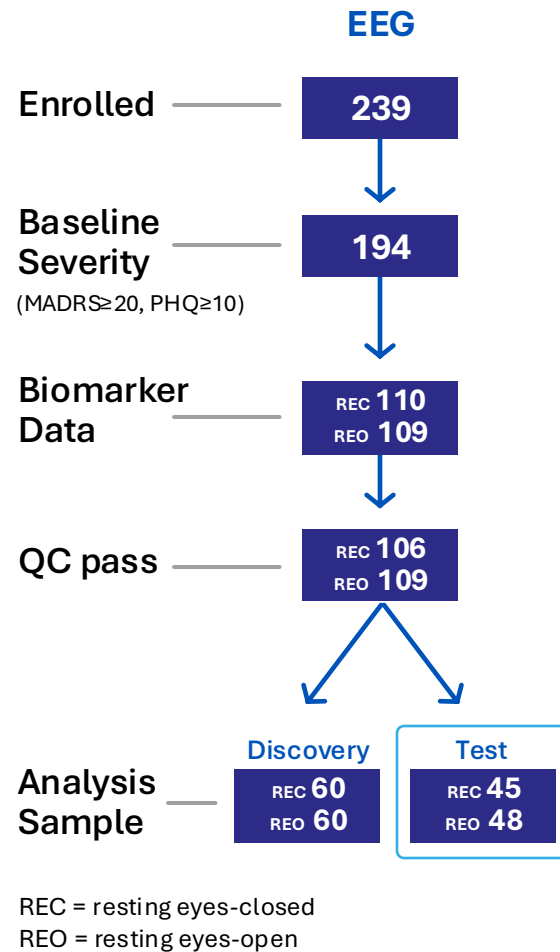 EEG
Enrolled
239
Baseline
Severity
(MADRS≥20, PHQ≥10)
194
Biomarker
Data
REC 110
REO 109
QC pass
REC 106
REO 109
Analysis
Sample
Discovery
REC 60
REO 60
Test
REC 45
REO 48
REC = resting eyes-closed
REO = resting eyes-open